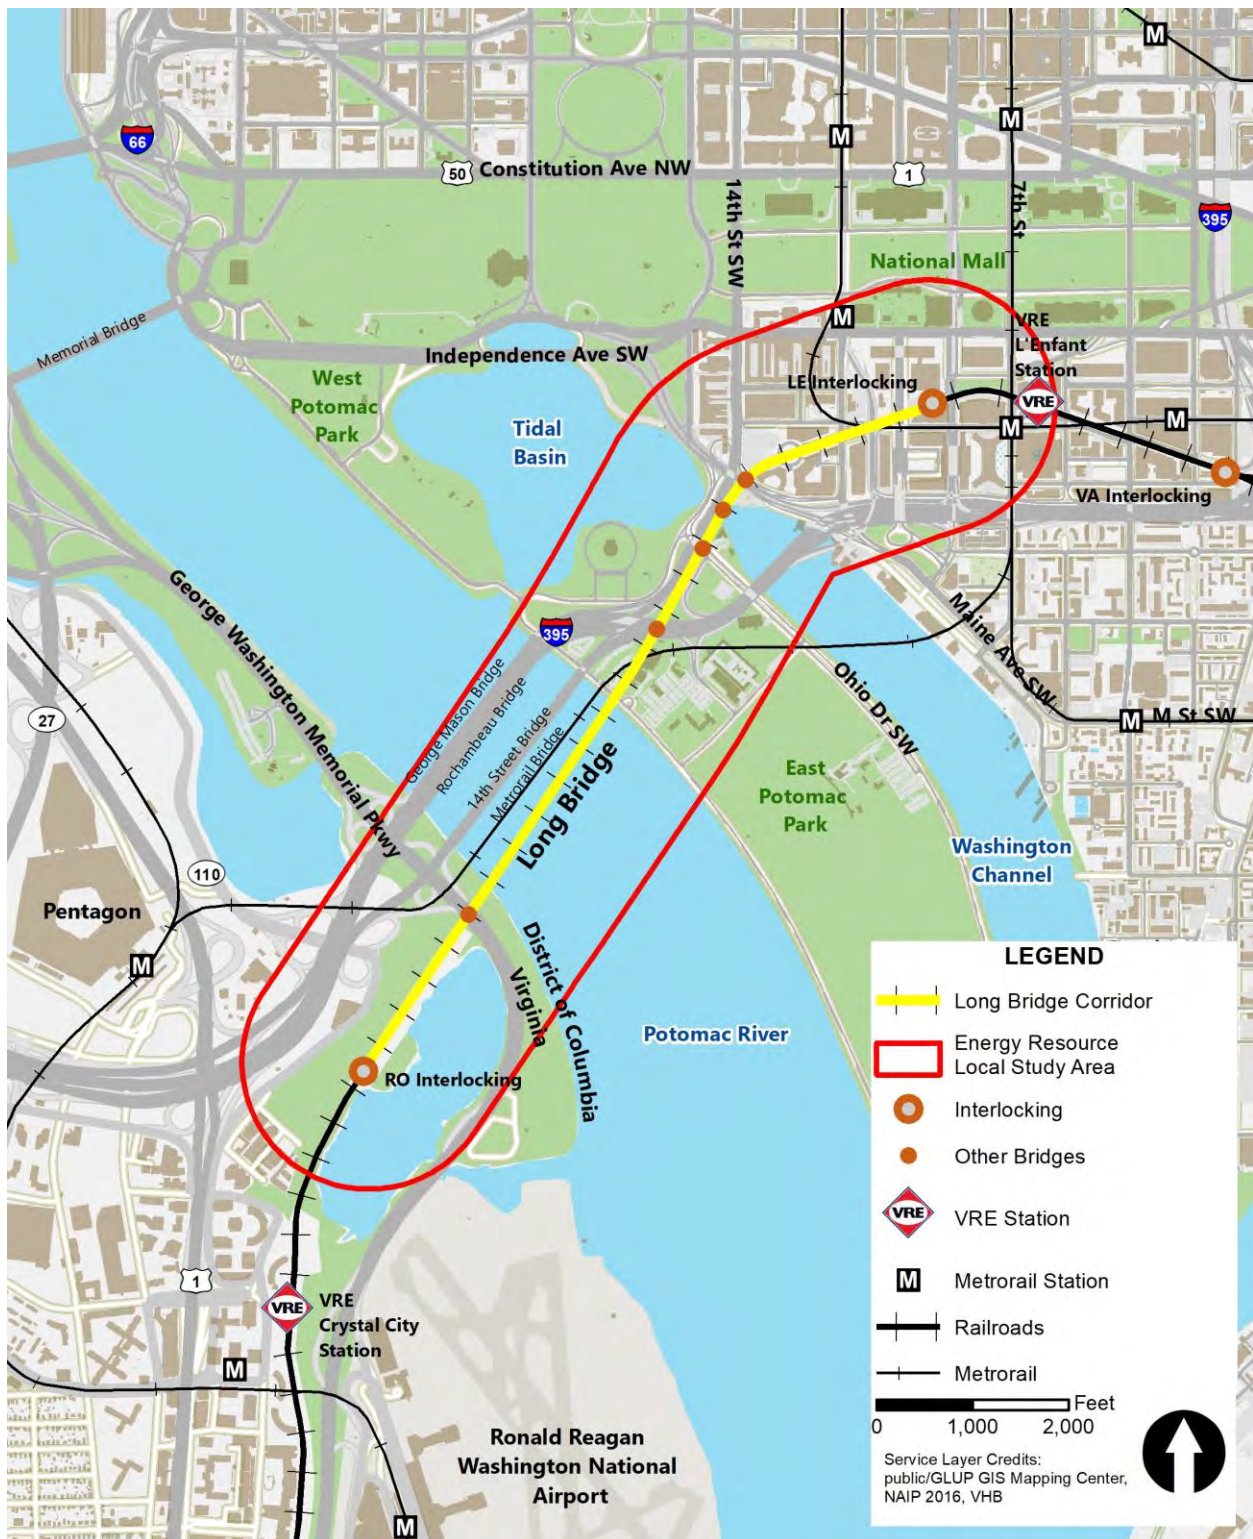 M
66
M
M
50
Constitution Ave NW
1
14th St SW
7th St
395
National Mall
Memorial Bridge
M
VRE
L'Enfant
Station
Independence Ave SW
West
Potomac
Park
LE Interlocking
VRE
Tidal
Basin
M
M
VA Interlocking
George Washington Memorial Pkwy
395
Maine Ave SW
Ohio Dr SW
27
George Mason Bridge
Rochambeau Bridge
14th Street Bridge
Metrorail Bridge
Long Bridge
M
M St SW
East
Potomac
Park
Washington
Channel
110
Pentagon
M
District of Columbia
Virginia
Potomac River
RO Interlocking
1
VRE
VRE
Crystal City
Station
M
Ronald Reagan
Washington National
Airport
M
LEGEND
Long Bridge Corridor
Energy Resource
Local Study Area
Interlocking
Other Bridges
VRE
VRE Station
M
Metrorail Station
Railroads
Metrorail
Feet
0
1,000
2,000
Service Layer Credits:
public/GLUP GIS Mapping Center,
NAIP 2016, VHB